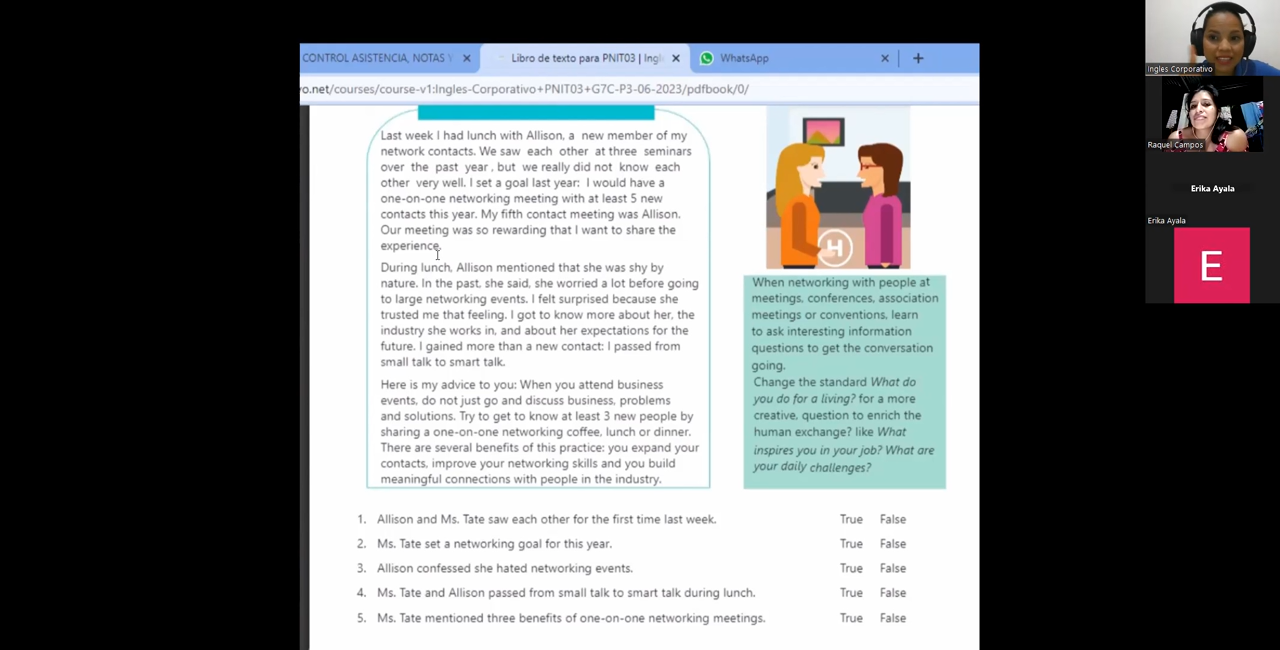 CONTROL ASISTENCIA, NOTAS Y
Libro de texto para PNIT03 | Ingl
WhatsApp
vo.net/courses/course-v1:Ingles-Corporativo+PNIT03+G7C-P3-06-2023/pdfbook/0/
Last week I had lunch with Allison, a new member of my
network contacts. We saw each other at three seminars
over the past year, but we really did not know each
other very well. I set a goal last year: I would have a
one-on-one networking meeting with at least 5 new
contacts this year. My fifth contact meeting was Allison.
Our meeting was so rewarding that I want to share the
experience.
During lunch, Allison mentioned that she was shy by
nature. In the past, she said, she worried a lot before going
to large networking events. I felt surprised because she
trusted me that feeling. I got to know more about her, the
industry she works in, and about her expectations for the
future. I gained more than a new contact: I passed from
small talk to smart talk.
Here is my advice to you: When you attend business
events, do not just go and discuss business, problems
and solutions. Try to get to know at least 3 new people by
sharing a one-on-one networking coffee, lunch or dinner.
There are several benefits of this practice: you expand your
contacts, improve your networking skills and you build
meaningful connections with people in the industry.
H
When networking with people at
meetings, conferences, association
meetings or conventions, learn
to ask interesting information
questions to get the conversation
going.
Change the standard What do
you do for a living? for a more
creative, question to enrich the
human exchange? like What
inspires you in your job? What are
your daily challenges?
1. Allison and Ms. Tate saw each other for the first time last week. True False
2. Ms. Tate set a networking goal for this year. True False
3. Allison confessed she hated networking events. True False
4. Ms. Tate and Allison passed from small talk to smart talk during lunch. True False
5. Ms. Tate mentioned three benefits of one-on-one networking meetings. True False
Ingles Corporativo
Raquel Campos
Erika Ayala
Erika Ayala
E